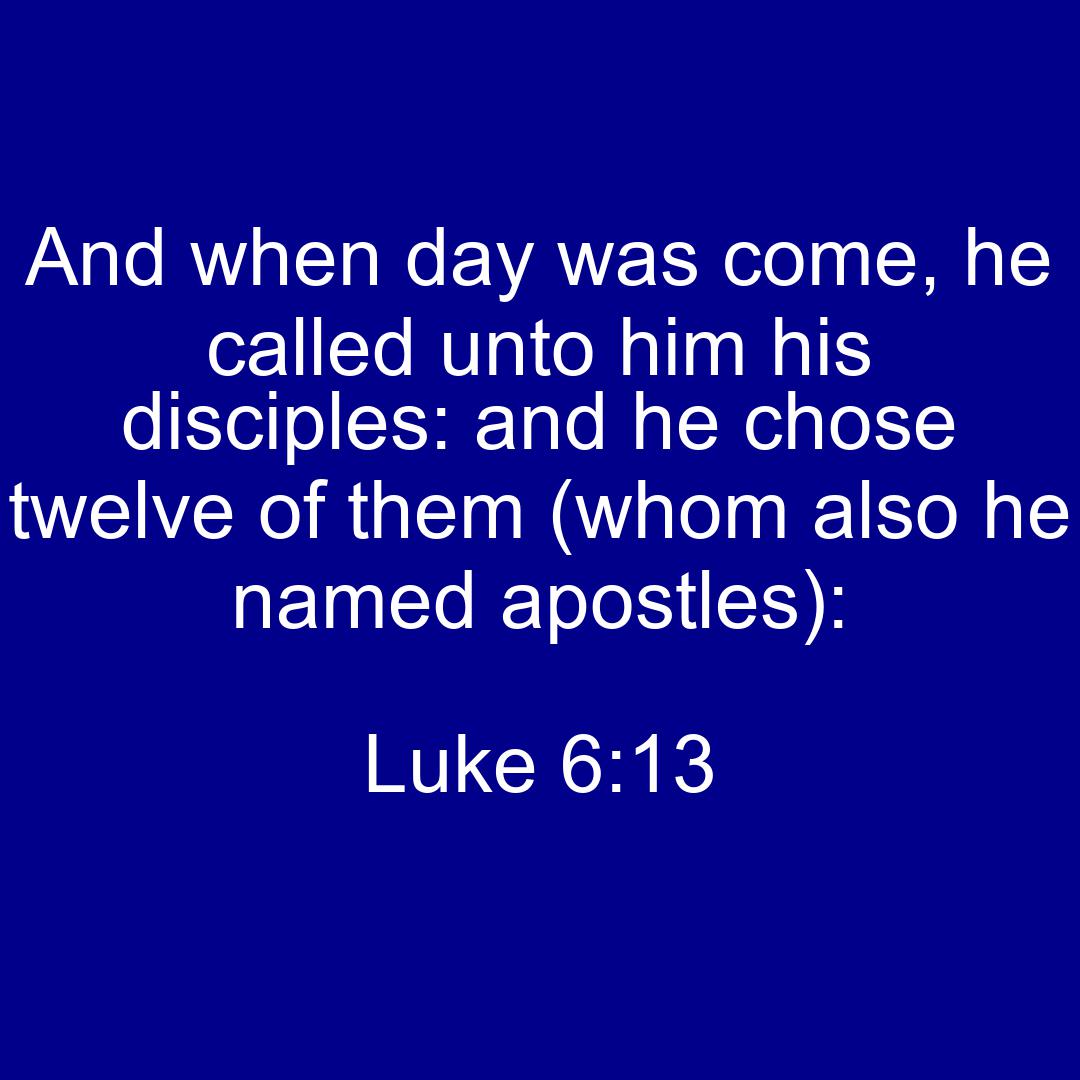 And when day was come, he
called unto him his
disciples: and he chose
twelve of them (whom also he
named apostles):
Luke 6:13